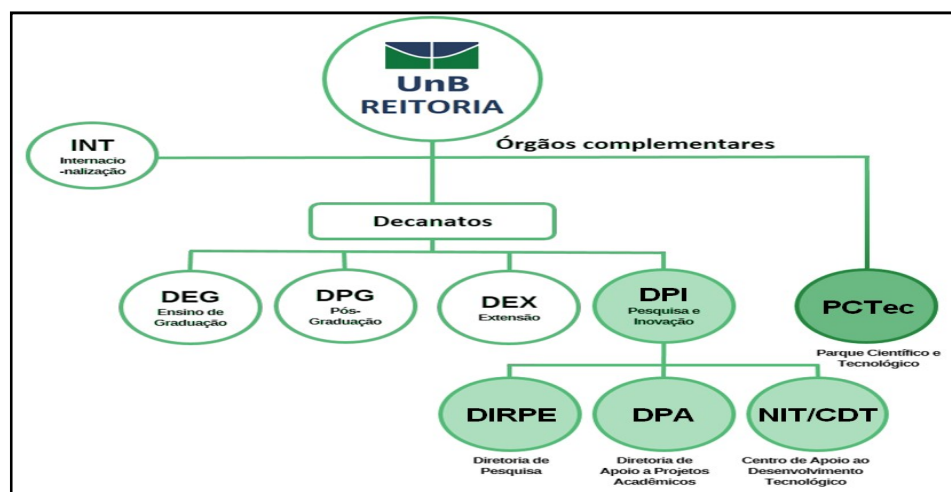 UnB
REITORIA
INT
Internacio
-nalização
Órgãos complementares
Decanatos
DEG
Ensino de
Graduação
DPG
Pós-
Graduação
DEX
Extensão
DPI
Pesquisa e
Inovação
PCTec
Parque Científico e
Tecnológico
DIRPE
Diretoria de
Pesquisa
DPA
Diretoria de
Apoio a Projetos
Acadêmicos
NIT/CDT
Centro de Apoio ao
Desenvolvimento
Tecnológico